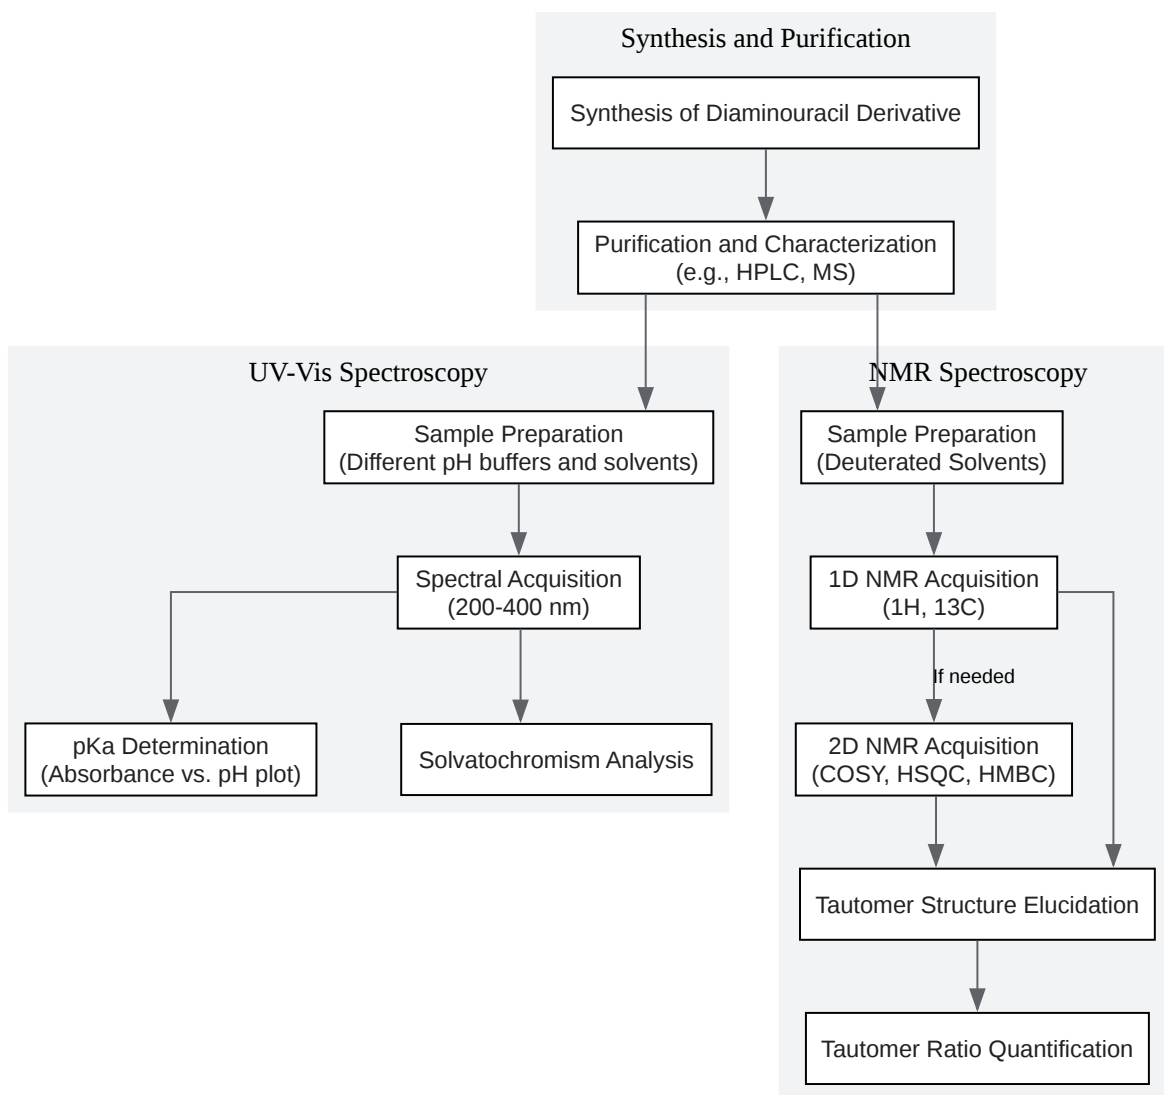 Synthesis and Purification
Synthesis of Diaminouracil Derivative
Purification and Characterization
(e.g., HPLC, MS)
UV-Vis Spectroscopy
Sample Preparation
(Different pH buffers and solvents)
Spectral Acquisition
(200-400 nm)
pKa Determination
(Absorbance vs. pH plot)
Solvatochromism Analysis
NMR Spectroscopy
Sample Preparation
(Deuterated Solvents)
1D NMR Acquisition
(1H, 13C)
If needed
2D NMR Acquisition
(COSY, HSQC, HMBC)
Tautomer Structure Elucidation
Tautomer Ratio Quantification